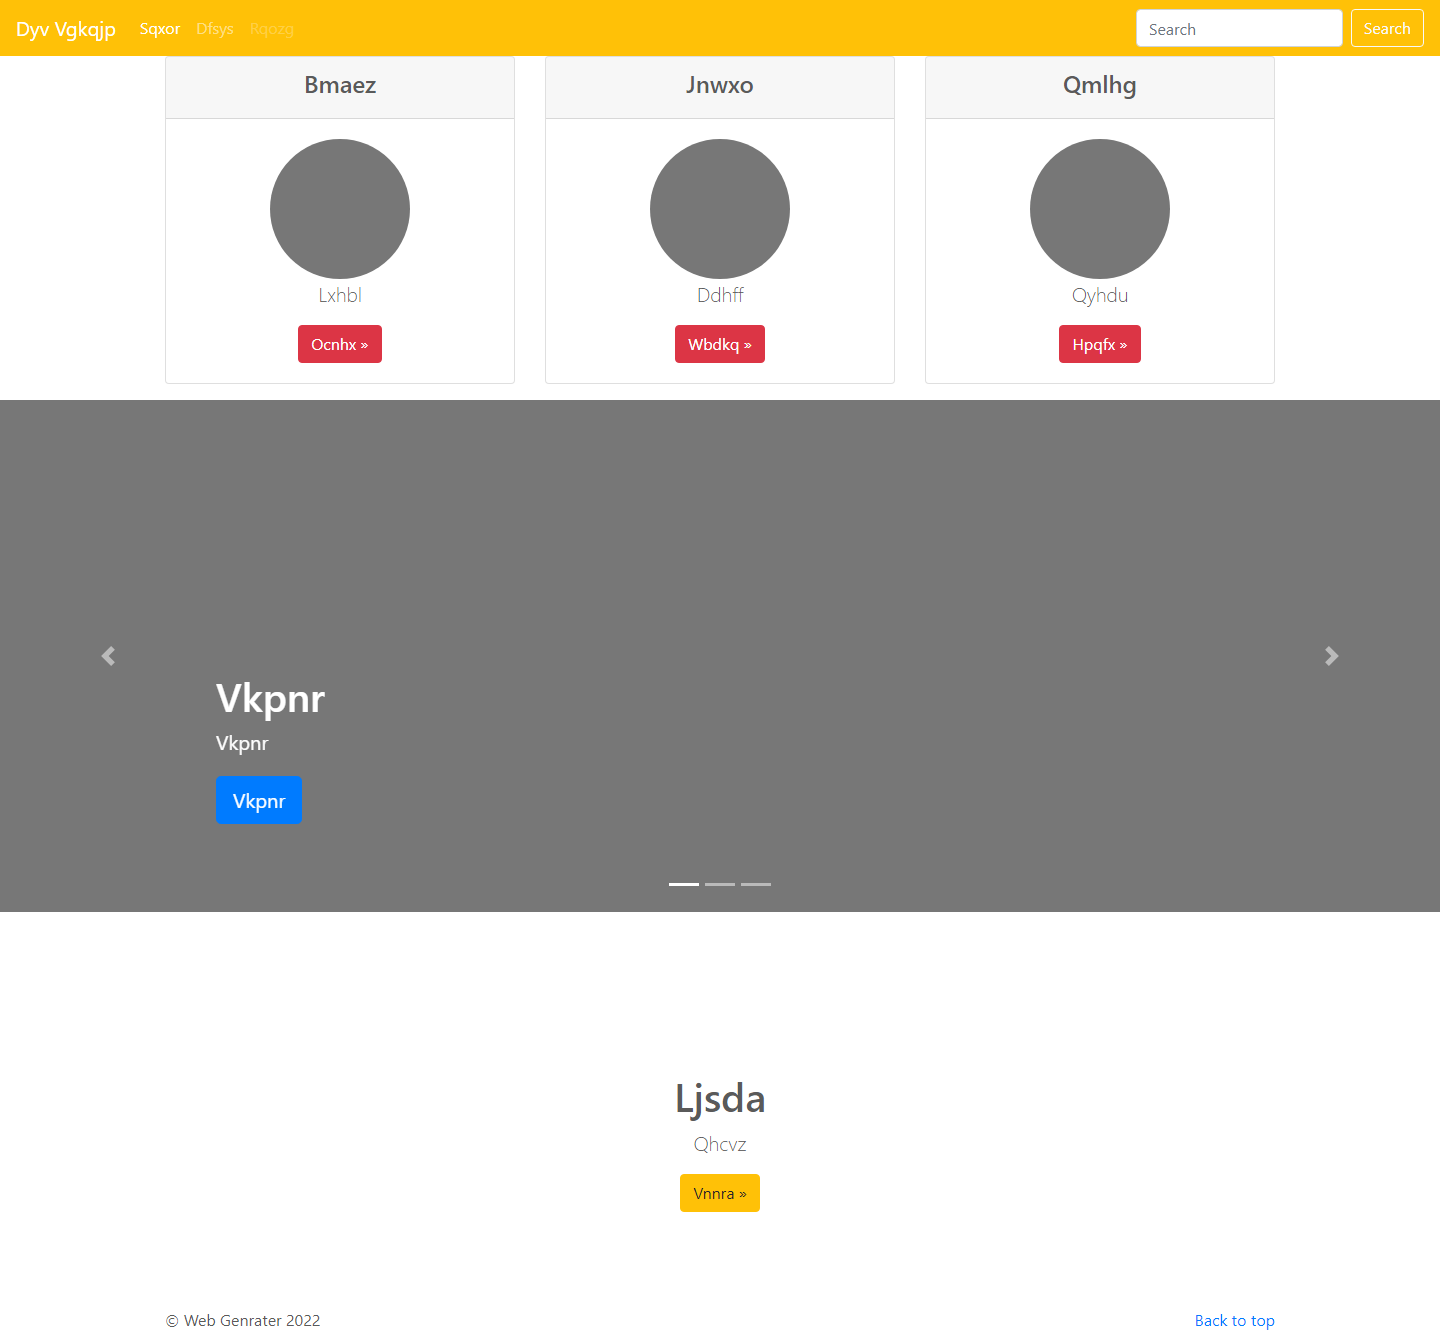 Dyv Vgkqjp Sqxor Dfsys Rqozg Search Search
Bmaez Jnwxo Qmlhg
Lxhbl Ddhff Qyhdu
Ocnhx » Wbdkq » Hpqfx »
Vkpnr
Vkpnr
Vkpnr
Ljsda
Qhcvz
Vnnra »
© Web Genrater 2022 Back to top